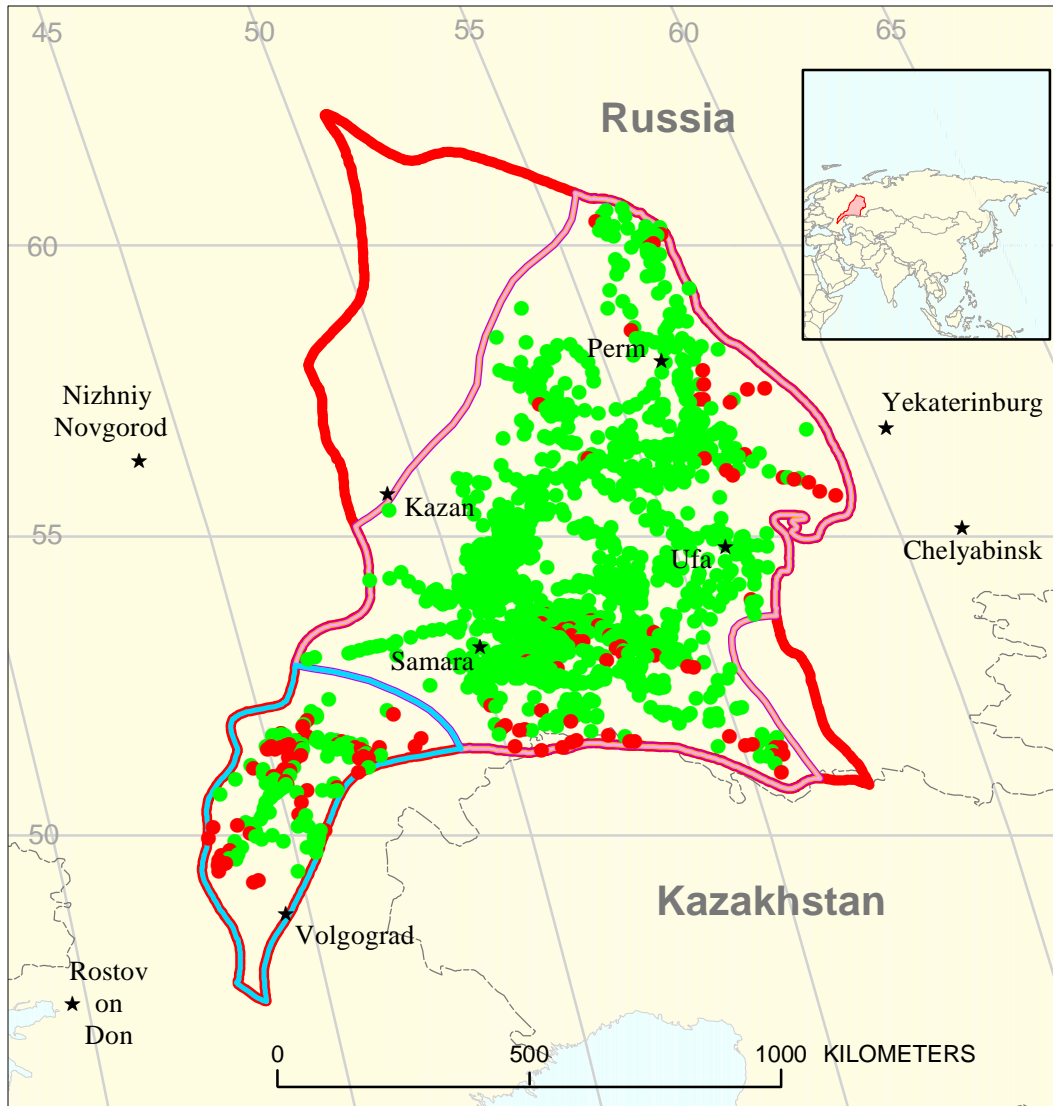 45
50
55
60
65
Russia
60
Perm
Nizhniy
Novgorod
Yekaterinburg
Kazan
55
Ufa
Chelyabinsk
Samara
50
Kazakhstan
Volgograd
Rostov
on
Don
0
500
1000 KILOMETERS